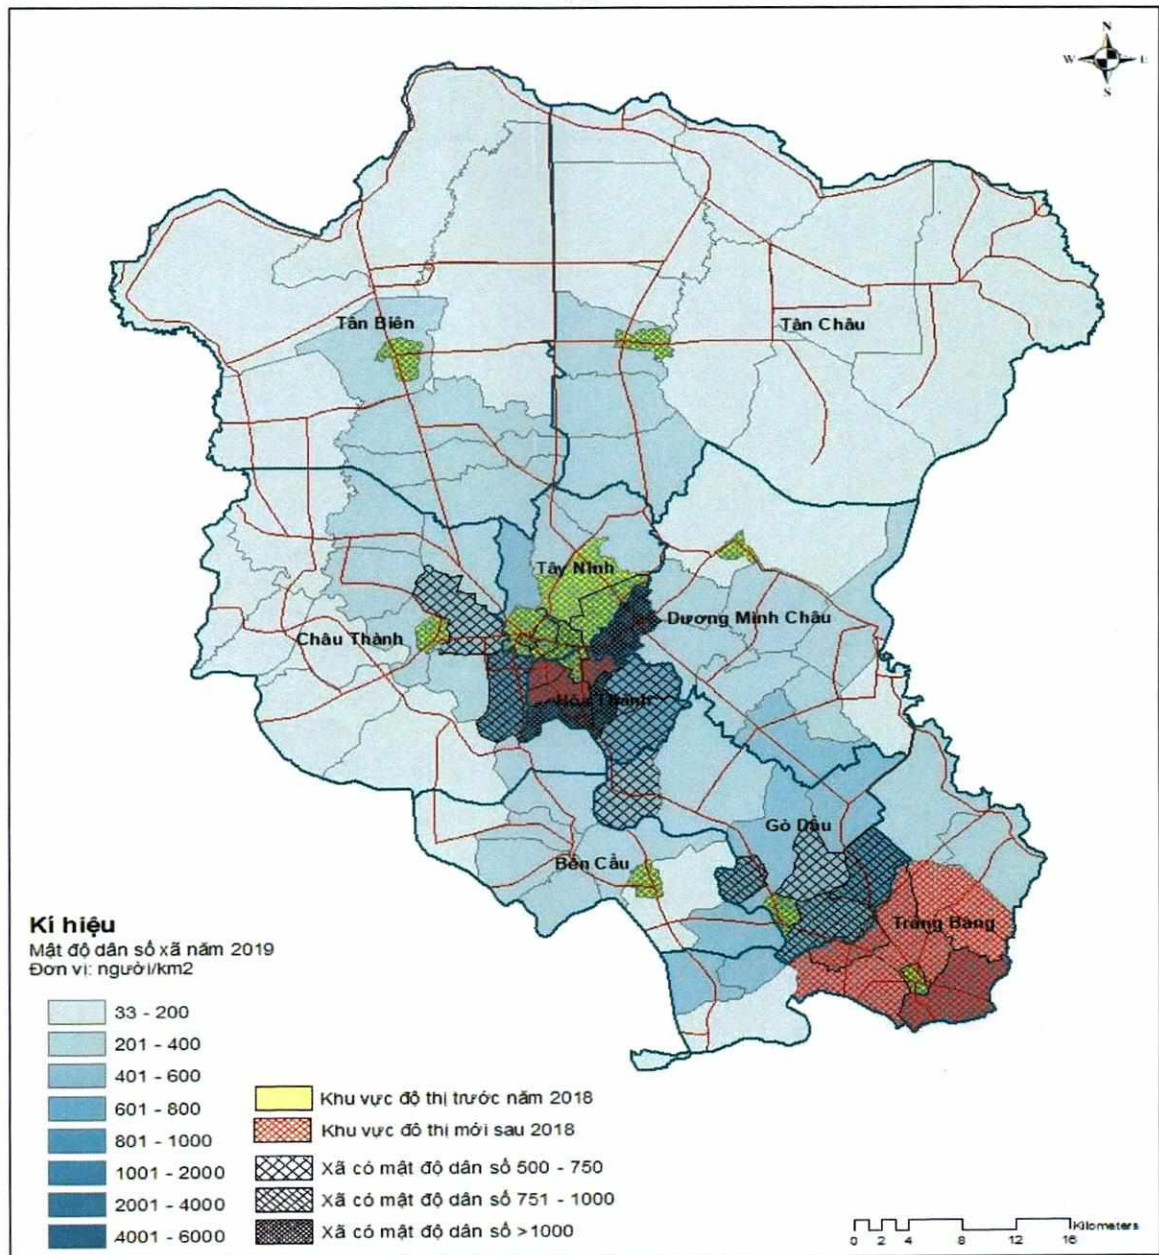 N
W E
S
Tân Biên
Tân Châu
Tây Ninh
Dương Minh Châu
Châu Thành
Hòa Thành
Gò Dầu
Bến Cầu
Trảng Bàng
Kí hiệu
Mật độ dân số xã năm 2019
Đơn vị: người/km2
33 - 200
201 - 400
401 - 600
601 - 800
801 - 1000
1001 - 2000
2001 - 4000
4001 - 6000
Khu vực độ thị trước năm 2018
Khu vực đô thị mới sau 2018
Xã có mật độ dân số 500 - 750
Xã có mật độ dân số 751 - 1000
Xã có mật độ dân số >1000
Kilometers
0 2 4 8 12 16